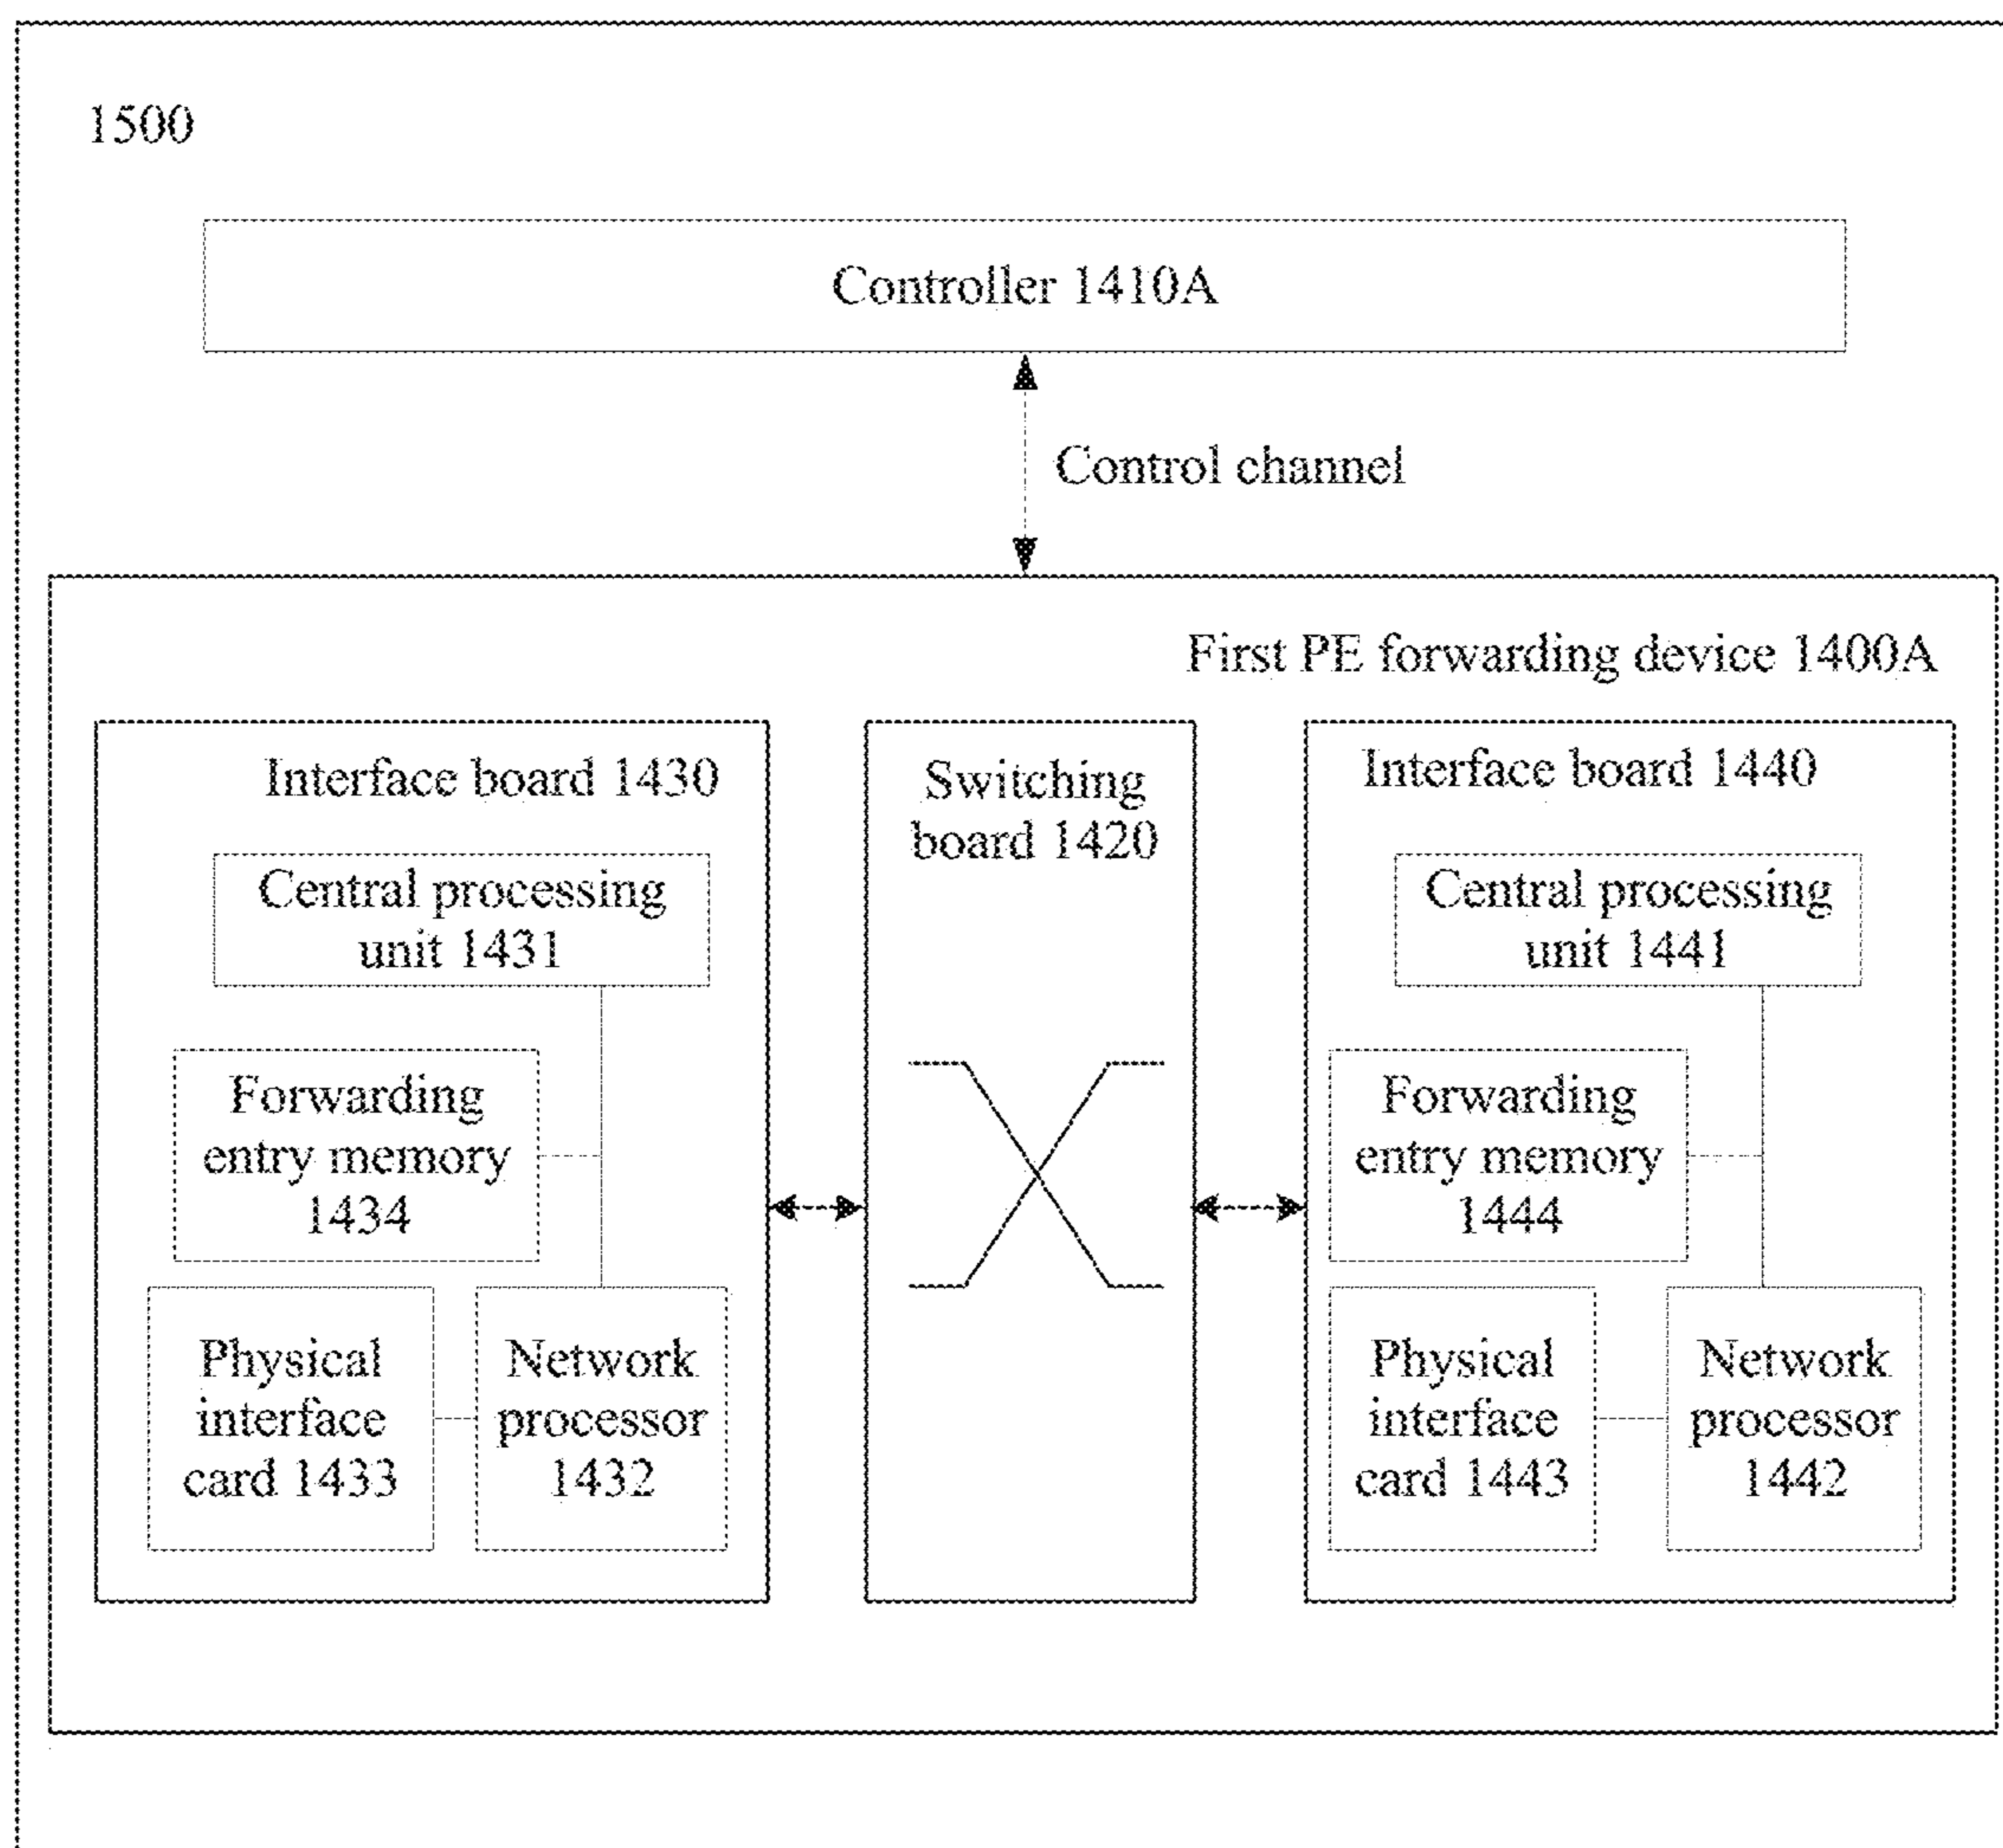 1500
Controller 1410A
Control channel
First PE forwarding device 1400A
Interface board 1430
Central processing
unit 1431
Forwarding
entry memory
1434
Physical
interface
card 1433
Network
processor
1432
Switching
board 1420
Interface board 1440
Central processing
unit 1441
Forwarding
entry memory
1444
Physical
interface
card 1443
Network
processor
1442